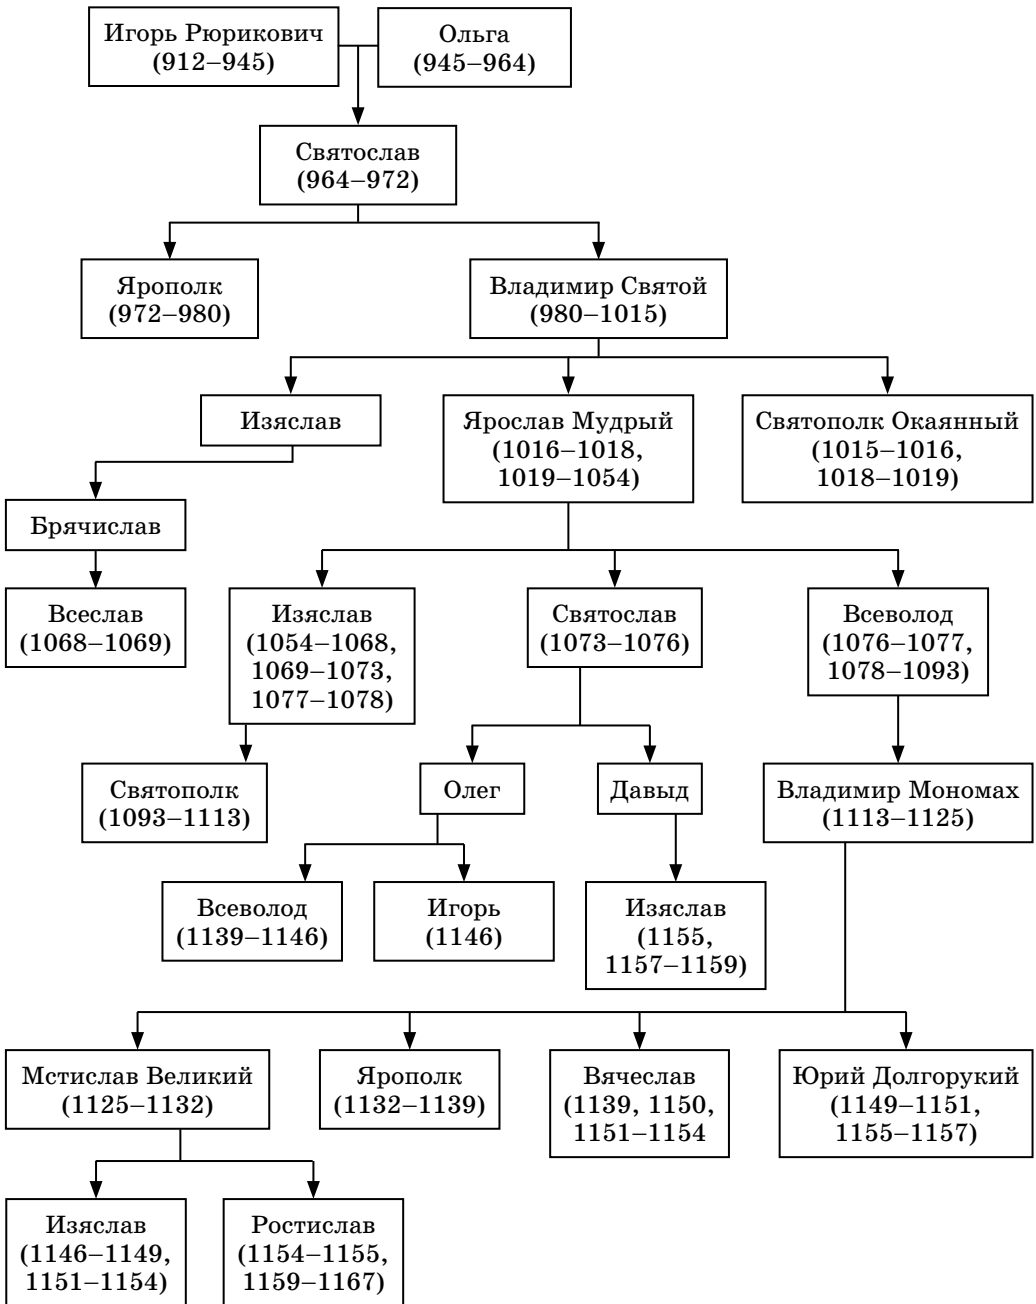 Игорь Рюрикович
(912–945)
Ольга
(945–964)
Святослав
(964–972)
Ярополк
(972–980)
Владимир Святой
(980–1015)
Изяслав
Ярослав Мудрый
(1016–1018,
1019–1054)
Святополк Окаянный
(1015–1016,
1018–1019)
Брячислав
Всеслав
(1068–1069)
Изяслав
(1054–1068,
1069–1073,
1077–1078)
Святослав
(1073–1076)
Всеволод
(1076–1077,
1078–1093)
Святополк
(1093–1113)
Олег
Давыд
Владимир Мономах
(1113–1125)
Всеволод
(1139–1146)
Игорь
(1146)
Изяслав
(1155,
1157–1159)
Мстислав Великий
(1125–1132)
Ярополк
(1132–1139)
Вячеслав
(1139, 1150,
1151–1154
Юрий Долгорукий
(1149–1151,
1155–1157)
Изяслав
(1146–1149,
1151–1154)
Ростислав
(1154–1155,
1159–1167)